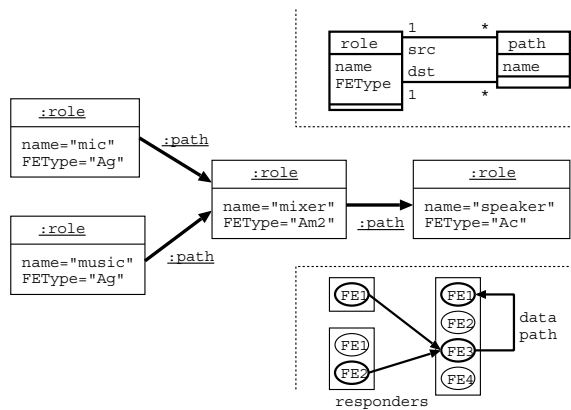 1 *
role
src
path
name
FEType
dst
name
1 *
:role
name="mic"
FEType="Ag"
:path
:role
name="mixer"
FEType="Am2"
:path
:role
name="speaker"
FEType="Ac"
:role
name="music"
FEType="Ag"
:path
FE1
FE1
FE2
FE1
FE2
FE3
FE4
data
path
responders